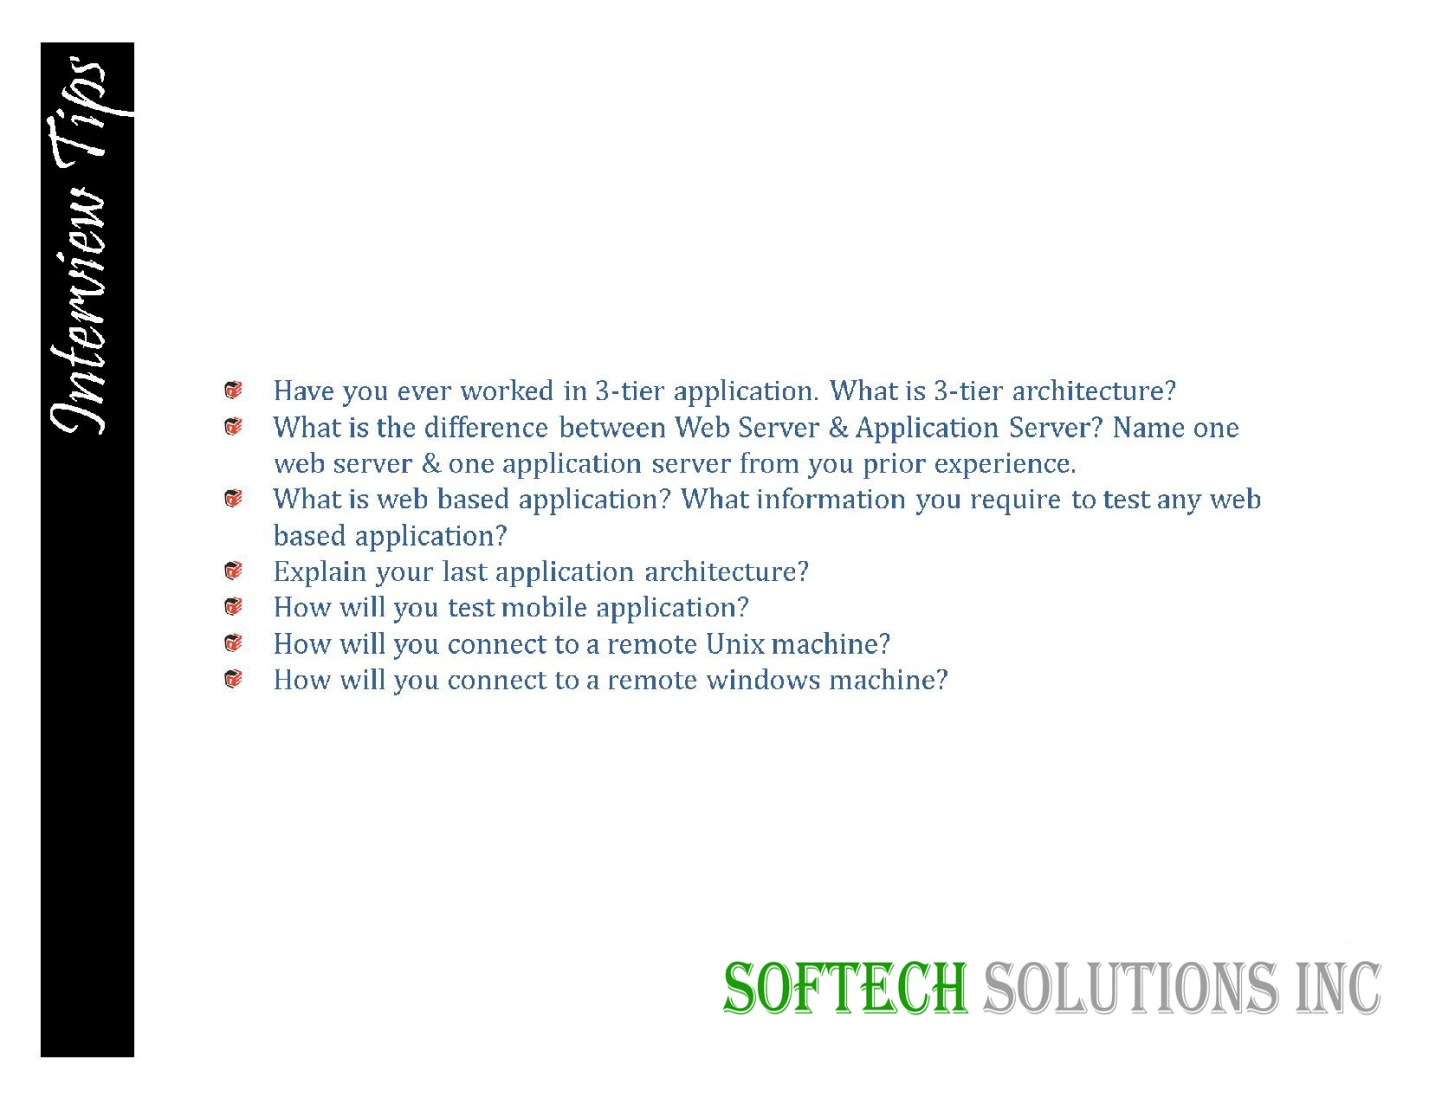 Interview Tips
Have you ever worked in 3-tier application. What is 3-tier architecture?
What is the difference between Web Server & Application Server? Name one
web server & one application server from you prior experience.
What is web based application? What information you require to test any web
based application?
Explain your last application architecture?
How will you test mobile application?
How will you connect to a remote Unix machine?
How will you connect to a remote windows machine?
SOFTECH SOLUTIONS INC